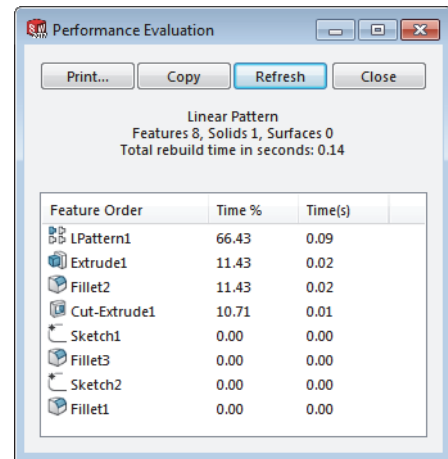 Performance Evaluation
Print... Copy Refresh Close
Linear Pattern
Features 8, Solids 1, Surfaces 0
Total rebuild time in seconds: 0.14
Feature Order Time % Time(s)
LPattern1 66.43 0.09
Extrude1 11.43 0.02
Fillet2 11.43 0.02
Cut-Extrude1 10.71 0.01
Sketch1 0.00 0.00
Fillet3 0.00 0.00
Sketch2 0.00 0.00
Fillet1 0.00 0.00